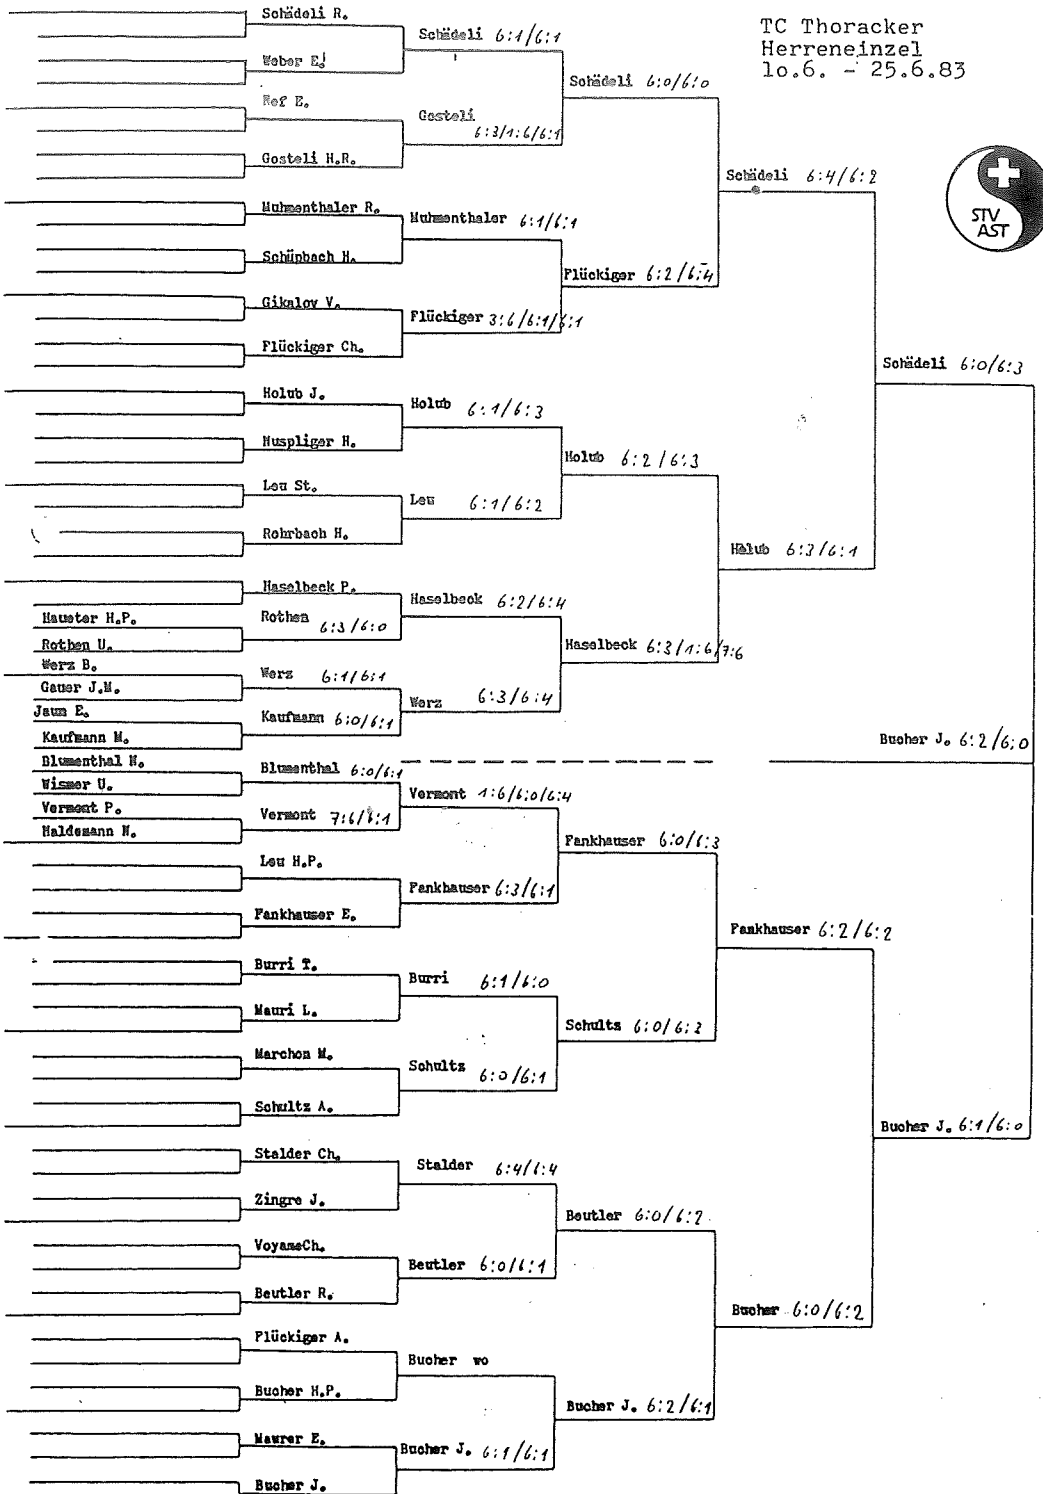 TC Thoracker
Herreneinzel
1o.6. - 25.6.83
STV
AST
Schädeli R.
Weber E.
Ref E.
Gosteli H.R.
Muhmenthaler R.
Schüpbach H.
Gikalov V.
Flückiger Ch.
Holub J.
Huspliger H.
Leu St.
Rohrbach H.
Haselbeck P.
Hauster H.P.
Rothen U.
Rothen 6:3/6:0
Werz B.
Gauer J.M.
Werz 6:1/6:1
Jaun E.
Kaufmann M.
Kaufmann 6:0/6:1
Blumenthal N.
Wismer U.
Blumenthal 6:0/6:1
Vermont P.
Haldemann N.
Vermont 7:6/6:1
Leu H.P.
Fankhauser E.
Burri T.
Mauri L.
Marchon M.
Schultz A.
Stalder Ch.
Zingre J.
VoyameCh.
Beutler R.
Flückiger A.
Bucher H.P.
Maurer E.
Bucher J.
Schädeli 6:1/6:1
Gosteli 6:3/1:6/6:1
Muhmenthaler 6:1/6:1
Flückiger 3:6/6:1/6:1
Holub 6:1/6:3
Leu 6:1/6:2
Haselbeck 6:2/6:4
Werz 6:3/6:4
Vermont 1:6/6:0/6:4
Fankhauser 6:3/6:1
Burri 6:1/6:0
Schultz 6:0/6:1
Stalder 6:4/6:4
Beutler 6:0/6:1
Bucher wo
Bucher J. 6:1/6:1
Schädeli 6:0/6:0
Flückiger 6:2/6:4
Holub 6:2/6:3
Haselbeck 6:3/1:6/7:6
Fankhauser 6:0/6:3
Schultz 6:0/6:2
Beutler 6:0/6:2
Bucher J. 6:2/6:1
Schädeli 6:4/6:2
Holub 6:3/6:1
Fankhauser 6:2/6:2
Bucher 6:0/6:2
Schädeli 6:0/6:3
Bucher J. 6:1/6:0
Bucher J. 6:2/6:0